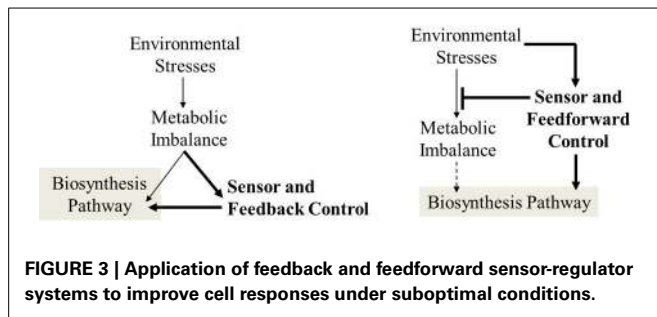 Environmental
Stresses
Metabolic
Imbalance
Biosynthesis
Pathway
Sensor and
Feedback Control
Environmental
Stresses
Sensor and
Feedforward
Control
Metabolic
Imbalance
Biosynthesis Pathway
FIGURE 3 | Application of feedback and feedforward sensor-regulator
systems to improve cell responses under suboptimal conditions.